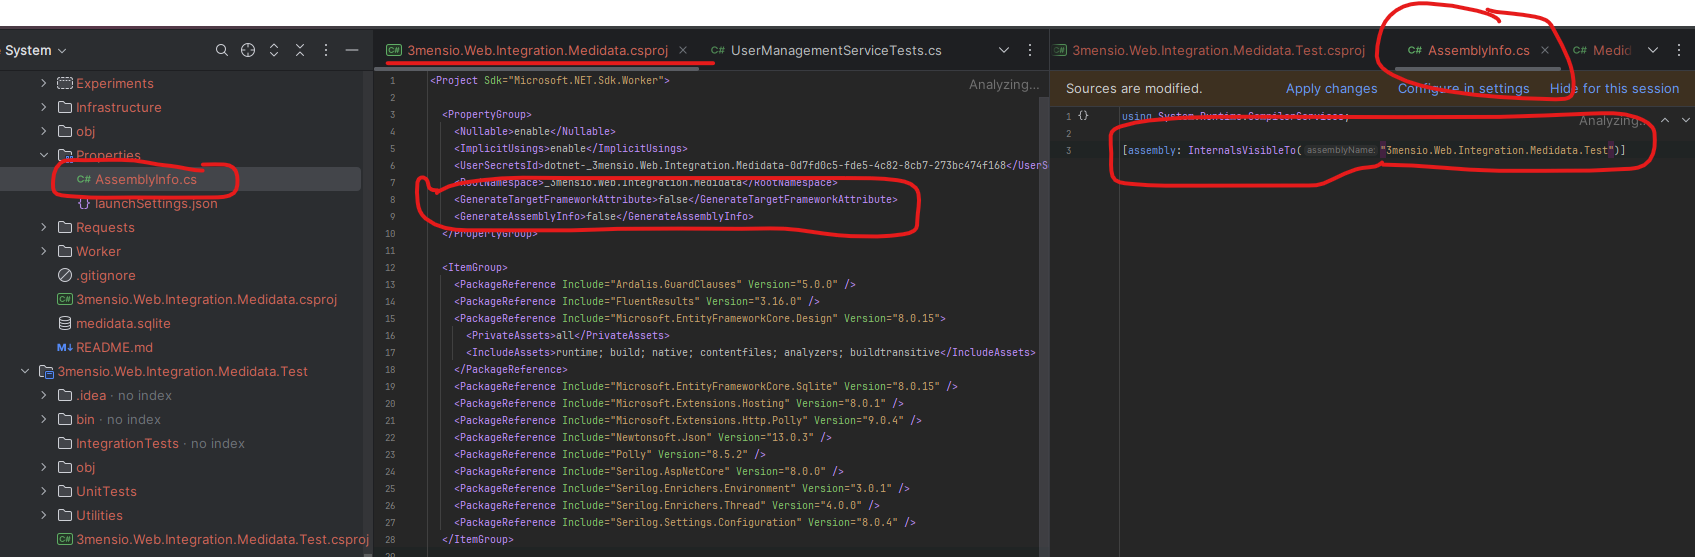 System
3mensio.Web.Integration.Medidata.csproj
UserManagementServiceTests.cs
3mensio.Web.Integration.Medidata.Test.csproj
AssemblyInfo.cs
Medid
Experiments
Infrastructure
obj
Properties
AssemblyInfo.cs
launchSettings.json
Requests
Worker
.gitignore
3mensio.Web.Integration.Medidata.csproj
medidata.sqlite
README.md
3mensio.Web.Integration.Medidata.Test
.idea · no index
bin · no index
IntegrationTests · no index
obj
UnitTests
Utilities
3mensio.Web.Integration.Medidata.Test.csproj
Analyzing...
1 <Project Sdk="Microsoft.NET.Sdk.Worker">
2
3 <PropertyGroup>
4 <Nullable>enable</Nullable>
5 <ImplicitUsings>enable</ImplicitUsings>
6 <UserSecretsId>dotnet-_3mensio.Web.Integration.Medidata-0d7fd0c5-fde5-4c82-8cb7-273bc474f168</UserS
7 <RootNamespace>_3mensio.Web.Integration.Medidata</RootNamespace>
8 <GenerateTargetFrameworkAttribute>false</GenerateTargetFrameworkAttribute>
9 <GenerateAssemblyInfo>false</GenerateAssemblyInfo>
10 </PropertyGroup>
11
12 <ItemGroup>
13 <PackageReference Include="Ardalis.GuardClauses" Version="5.0.0" />
14 <PackageReference Include="FluentResults" Version="3.16.0" />
15 <PackageReference Include="Microsoft.EntityFrameworkCore.Design" Version="8.0.15">
16 <PrivateAssets>all</PrivateAssets>
17 <IncludeAssets>runtime; build; native; contentfiles; analyzers; buildtransitive</IncludeAssets>
18 </PackageReference>
19 <PackageReference Include="Microsoft.EntityFrameworkCore.Sqlite" Version="8.0.15" />
20 <PackageReference Include="Microsoft.Extensions.Hosting" Version="8.0.1" />
21 <PackageReference Include="Microsoft.Extensions.Http.Polly" Version="9.0.4" />
22 <PackageReference Include="Newtonsoft.Json" Version="13.0.3" />
23 <PackageReference Include="Polly" Version="8.5.2" />
24 <PackageReference Include="Serilog.AspNetCore" Version="8.0.0" />
25 <PackageReference Include="Serilog.Enrichers.Environment" Version="3.0.1" />
26 <PackageReference Include="Serilog.Enrichers.Thread" Version="4.0.0" />
27 <PackageReference Include="Serilog.Settings.Configuration" Version="8.0.4" />
28 </ItemGroup>
Sources are modified. Apply changes Configure in settings Hide for this session
1 {} using System.Runtime.CompilerServices;
Analyzing...
2
3 [assembly: InternalsVisibleTo( assemblyName: "3mensio.Web.Integration.Medidata.Test")]